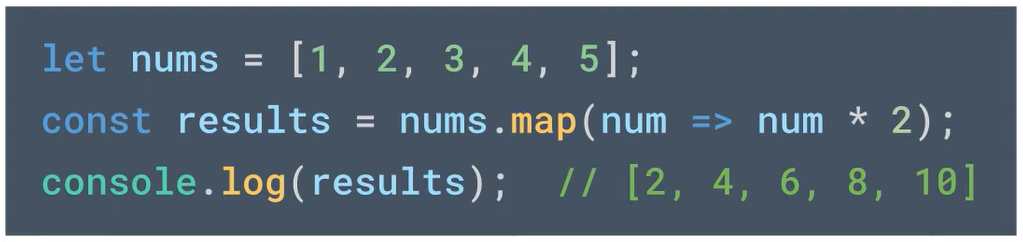 let nums = [1, 2, 3, 4, 5];
const results = nums.map(num => num * 2);
console.log(results);  // [2, 4, 6, 8, 10]